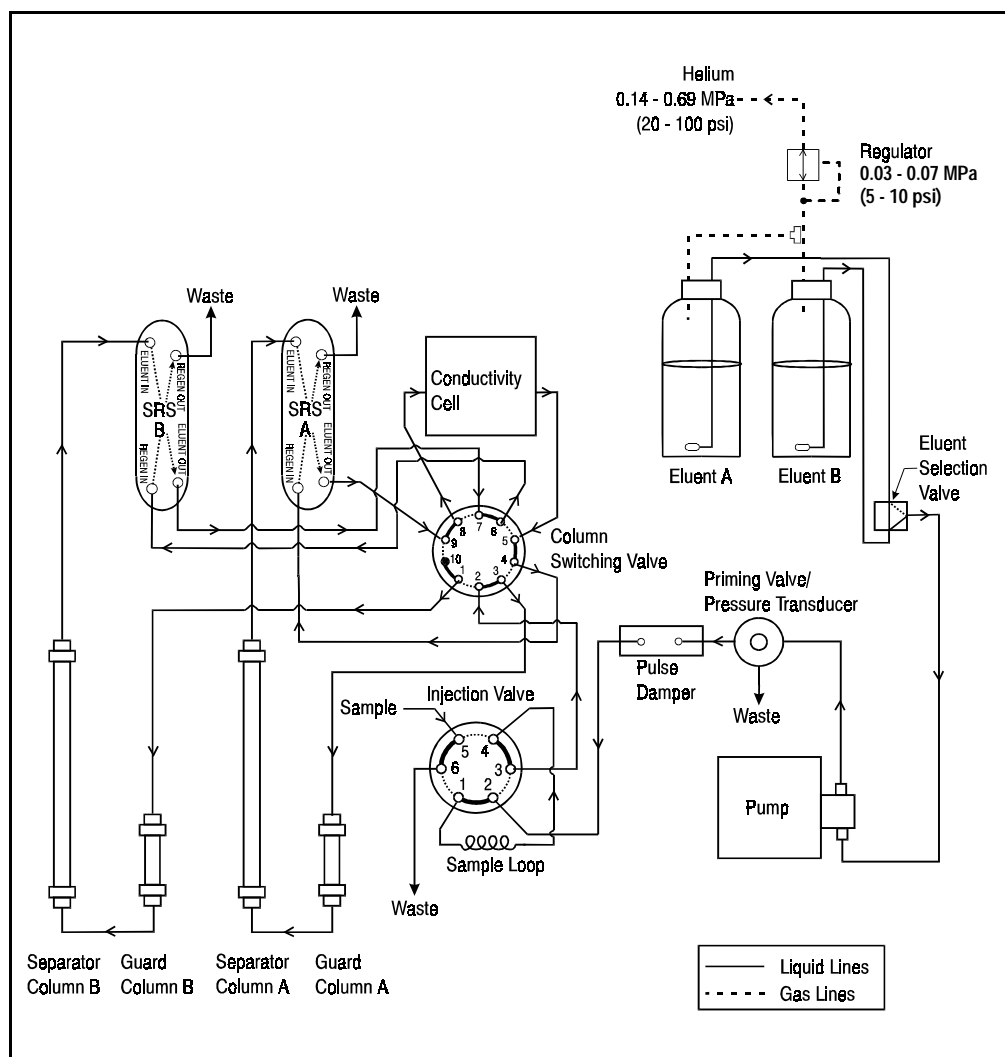 Helium
0.14 - 0.69 MPa
(20 - 100 psi)
Regulator
0.03 - 0.07 MPa
(5 - 10 psi)
Waste
Waste
ELUENT IN
REGEN OUT
SRS
B
REGEN IN
ELUENT OUT
ELUENT IN
REGEN OUT
SRS
A
REGEN IN
ELUENT OUT
Conductivity
Cell
Eluent A
Eluent B
Eluent
Selection
Valve
8
7
6
9
5
10
4
1
2
3
Column
Switching Valve
Priming Valve/
Pressure Transducer
Pulse
Damper
Waste
Injection Valve
Sample
5
4
6
3
1
2
Sample Loop
Waste
Pump
Separator
Column B
Guard
Column B
Separator
Column A
Guard
Column A
Liquid Lines
Gas Lines